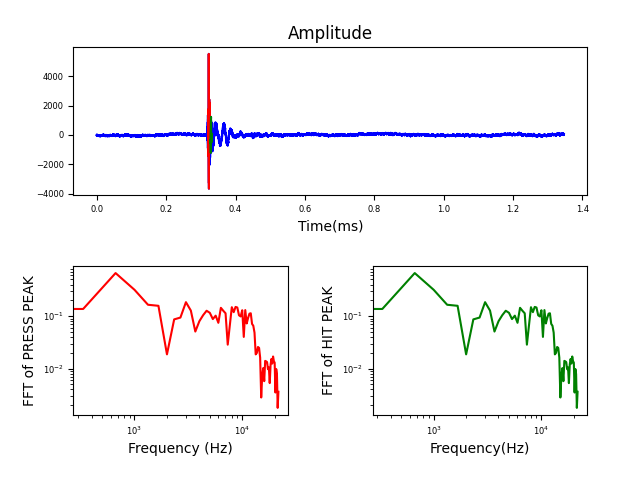 Amplitude
4000
2000
0
−2000
−4000
0.0 0.2 0.4 0.6 0.8 1.0 1.2 1.4
Time(ms)
FFT of PRESS PEAK
10⁻¹
10⁻²
10³ 10⁴
Frequency (Hz)
FFT of HIT PEAK
10⁻¹
10⁻²
10³ 10⁴
Frequency(Hz)